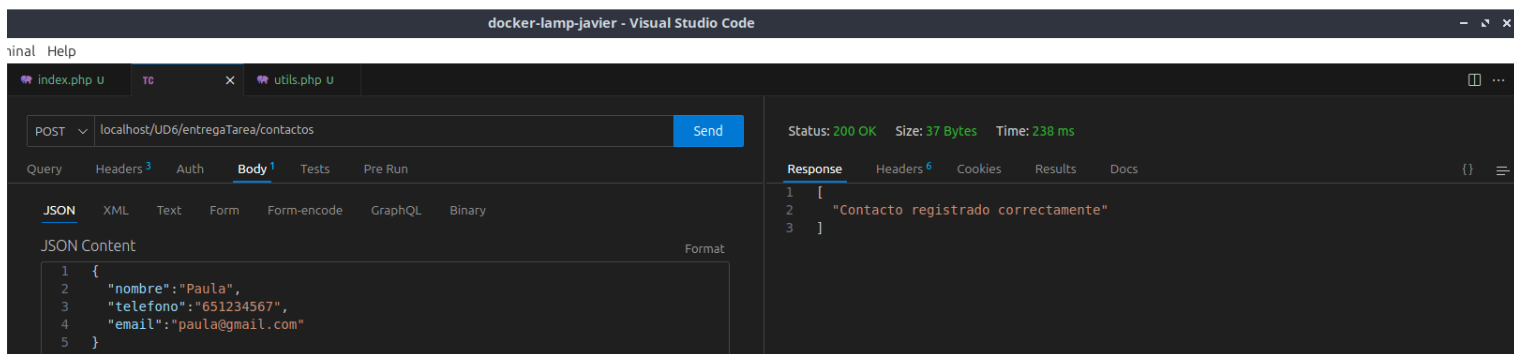 docker-lamp-javier - Visual Studio Code
Help
index.php U
TC
utils.php U
POST
localhost/UD6/entregaTarea/contactos
Send
Query Headers 3 Auth Body 1 Tests Pre Run
JSON XML Text Form Form-encode GraphQL Binary
JSON Content
Format
1 {
2 "nombre":"Paula",
3 "telefono":"651234567",
4 "email":"paula@gmail.com"
5 }
Status: 200 OK Size: 37 Bytes Time: 238 ms
Response Headers 6 Cookies Results Docs {}
1 [
2 "Contacto registrado correctamente"
3 ]